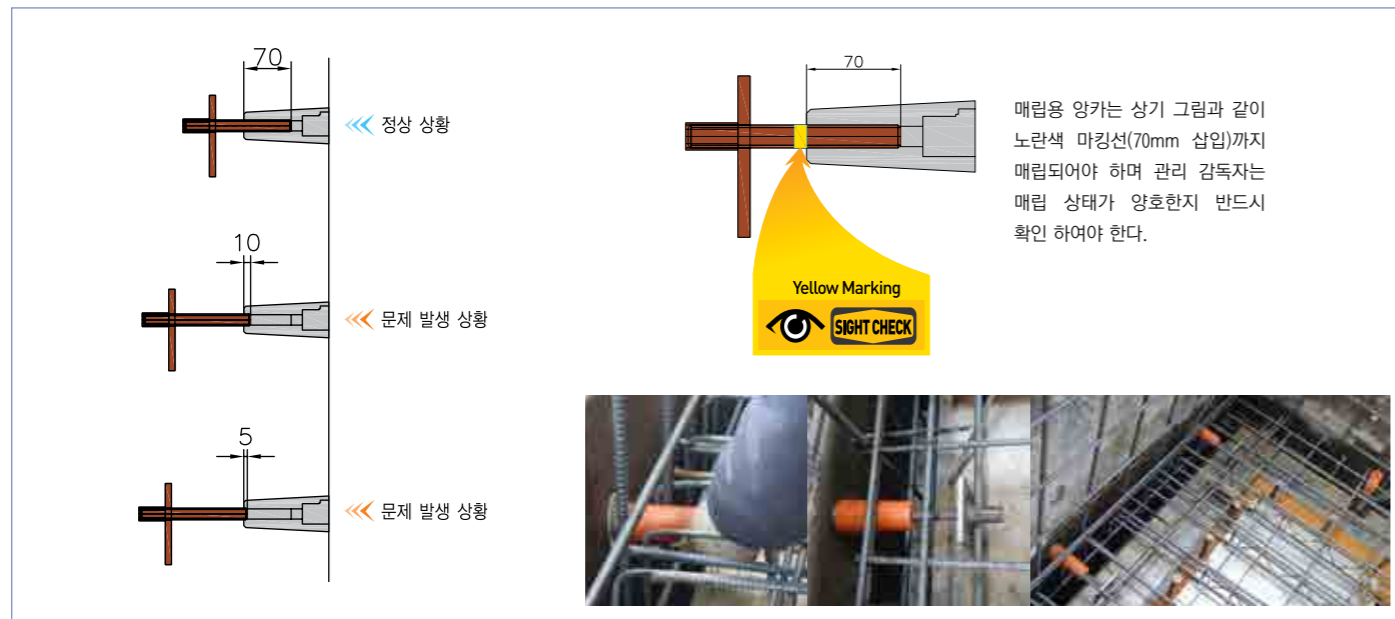 70
정상 상황
10
문제 발생 상황
5
문제 발생 상황
70
매립용 앙카는 상기 그림과 같이
노란색 마킹선(70mm 삽입)까지
매립되어야 하며 관리 감독자는
매립 상태가 양호한지 반드시
확인 하여야 한다.
Yellow Marking
SIGHT CHECK